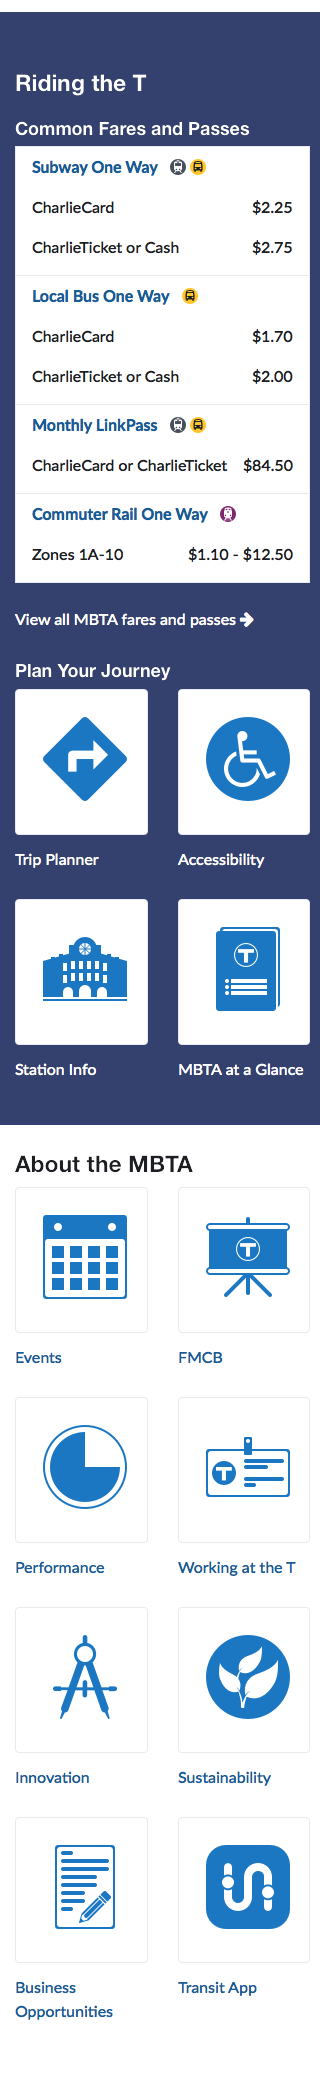 Riding the T
Common Fares and Passes
Subway One Way
CharlieCard $2.25
CharlieTicket or Cash $2.75
Local Bus One Way
CharlieCard $1.70
CharlieTicket or Cash $2.00
Monthly LinkPass
CharlieCard or CharlieTicket $84.50
Commuter Rail One Way
Zones 1A-10 $1.10 - $12.50
View all MBTA fares and passes
Plan Your Journey
Trip Planner
Accessibility
T
Station Info
MBTA at a Glance
About the MBTA
T
Events
FMCB
T
Performance
Working at the T
Innovation
Sustainability
Business
Opportunities
Transit App